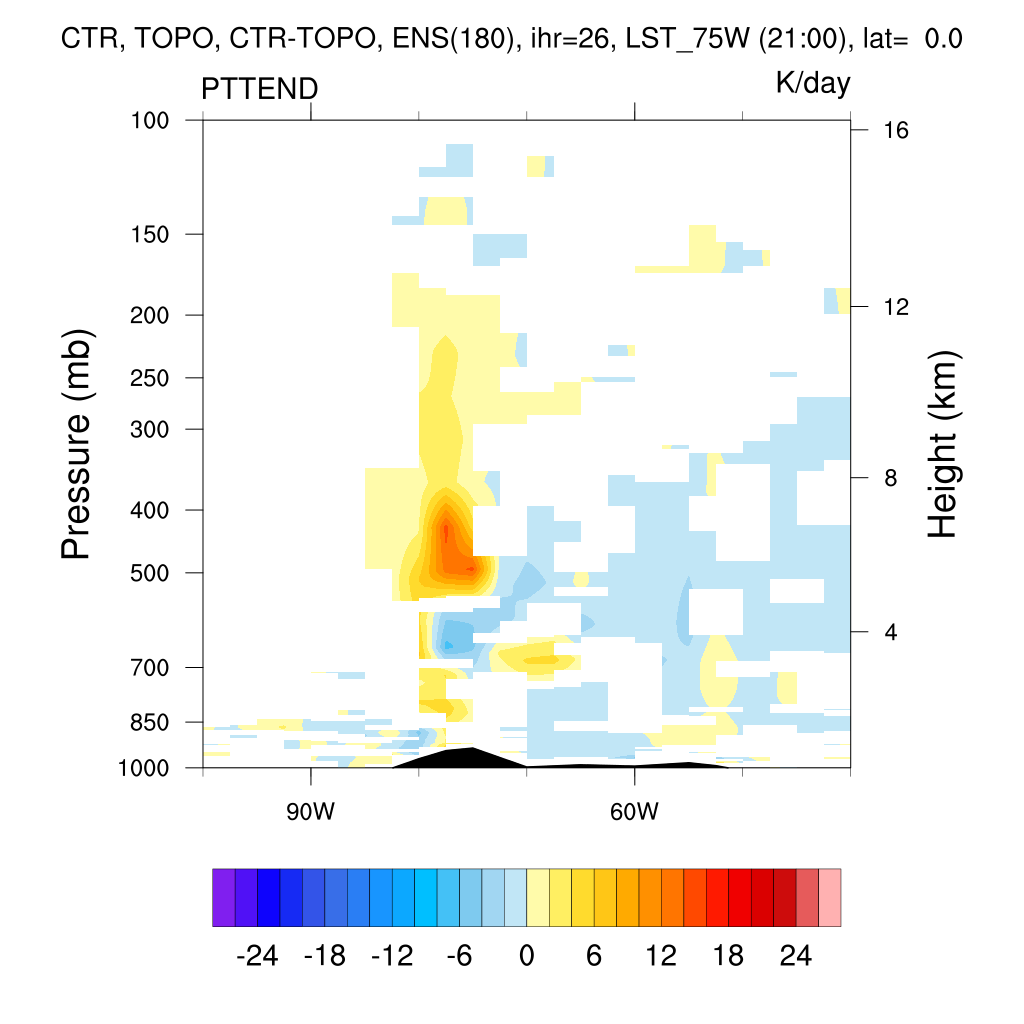 CTR, TOPO, CTR-TOPO, ENS(180), ihr=26, LST_75W (21:00), lat= 0.0
PTTEND K/day
100
150
200
250
300
400
500
700
850
1000
Pressure (mb)
16
12
8
4
Height (km)
90W 60W
-24 -18 -12 -6 0 6 12 18 24